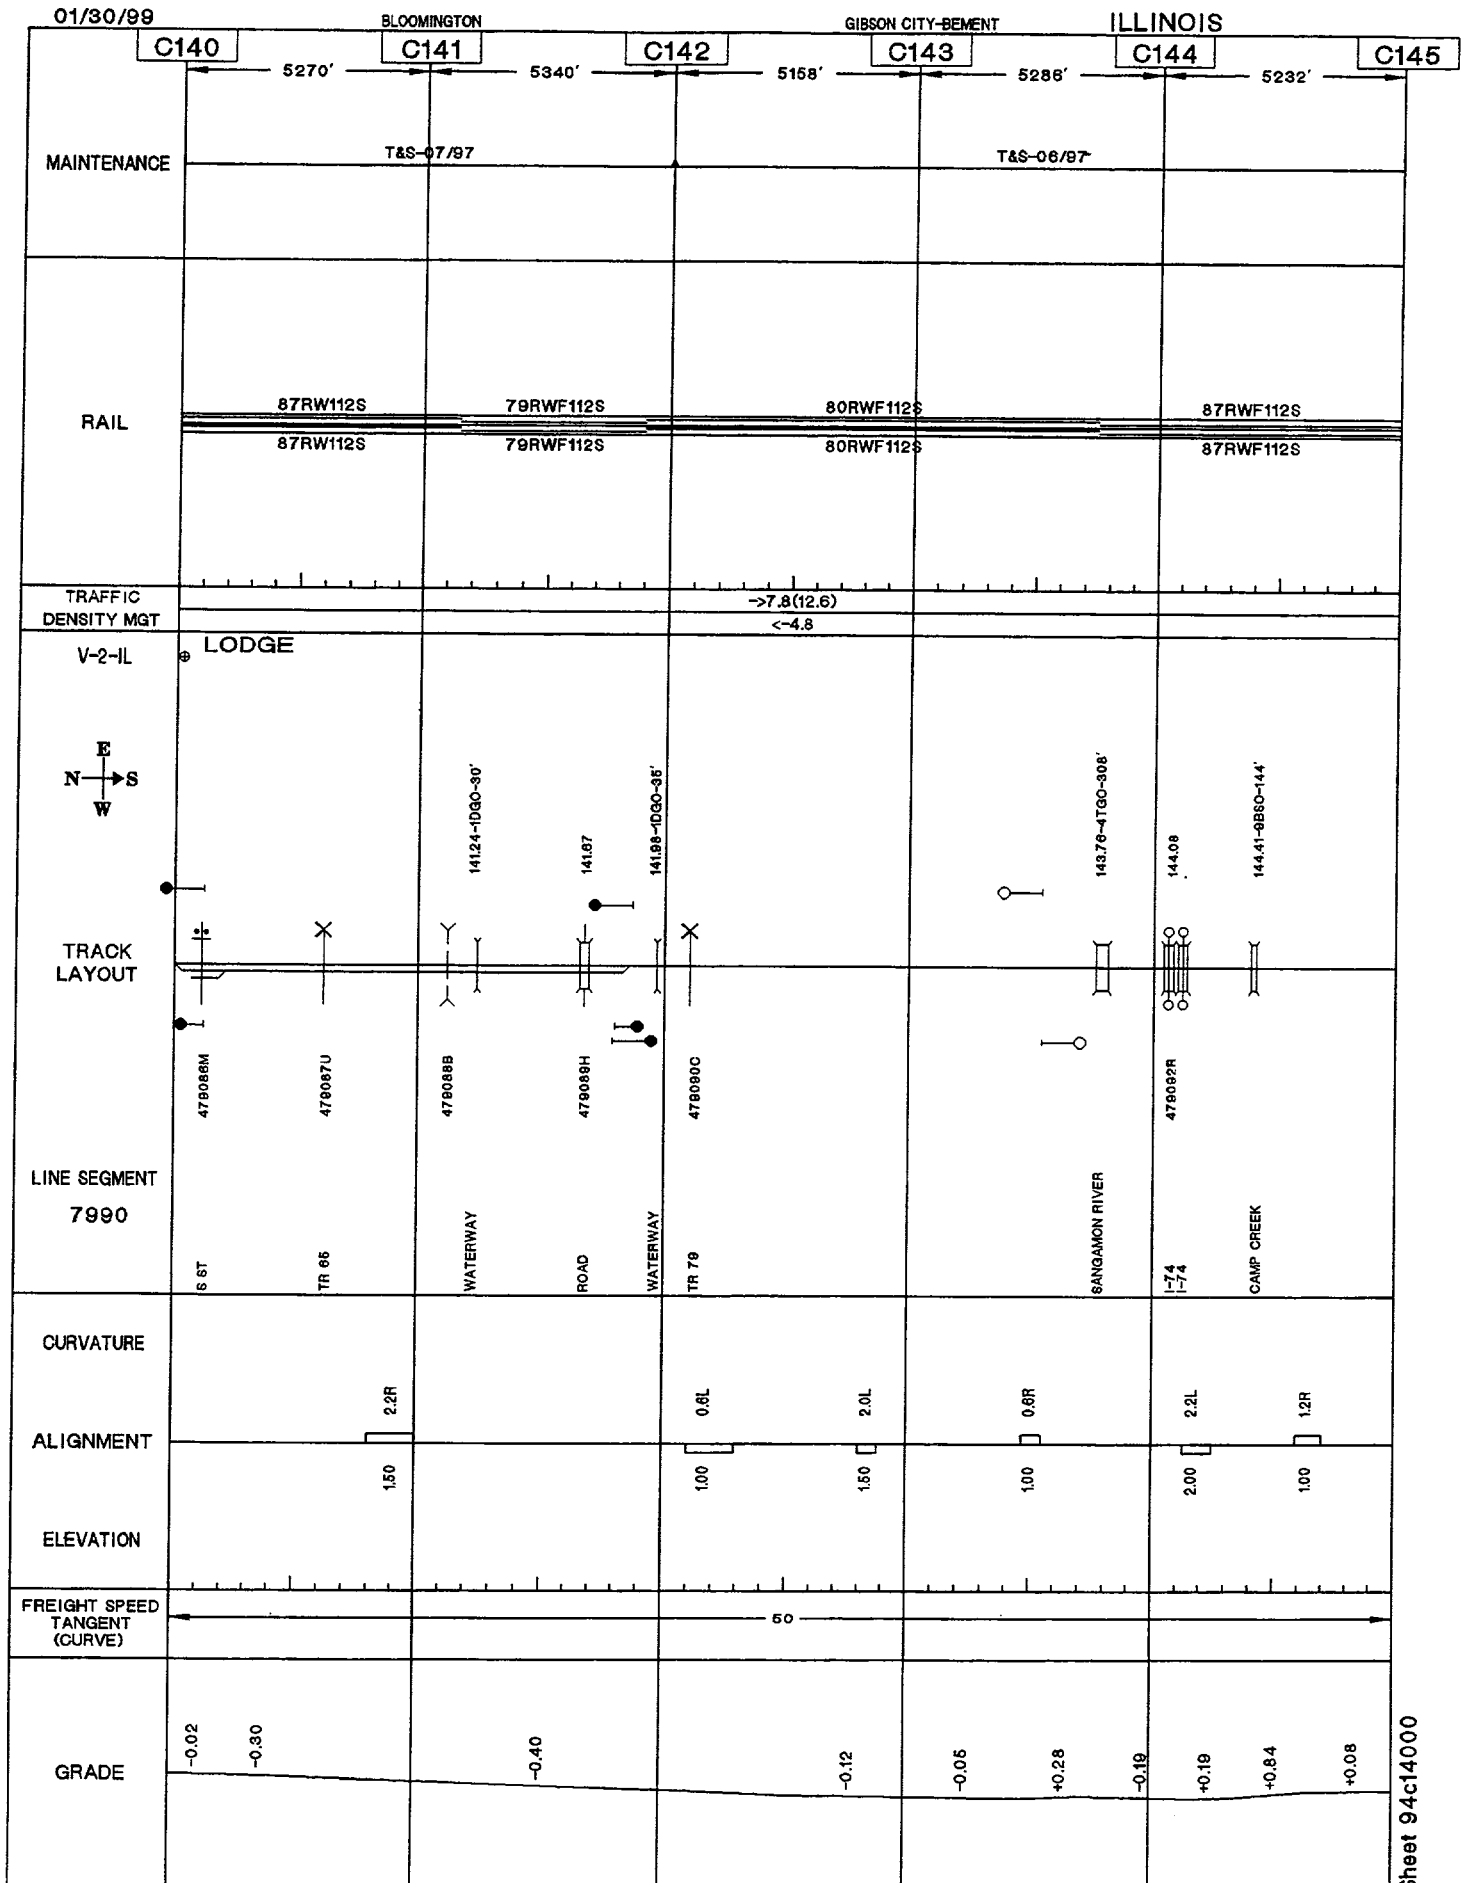 01/30/99
BLOOMINGTON
GIBSON CITY-BEMENT
ILLINOIS
C140
C141
C142
C143
C144
C145
5270'
5340'
5158'
5286'
5232'
MAINTENANCE
T&S-07/97
T&S-06/97
RAIL
87RW112S
79RWF112S
80RWF112S
87RWF112S
87RW112S
79RWF112S
80RWF112S
87RWF112S
TRAFFIC
DENSITY MGT
->7.8(12.6)
<-4.8
V-2-IL
LODGE
E
N
S
W
141.24-1DGO-30'
141.67
141.98-1DGO-35'
143.76-4TGO-308'
144.08
144.41-9BSO-144'
TRACK
LAYOUT
479086M
479087U
479088B
479089H
479090C
479092R
LINE SEGMENT
7990
S ST
TR 65
WATERWAY
ROAD
WATERWAY
TR 79
SANGAMON RIVER
I-74
I-74
CAMP CREEK
CURVATURE
2.2R
0.6L
2.0L
0.6R
2.2L
1.2R
ALIGNMENT
1.50
1.00
1.50
1.00
2.00
1.00
ELEVATION
FREIGHT SPEED
TANGENT
(CURVE)
50
GRADE
-0.02
-0.30
-0.40
-0.12
-0.05
+0.28
-0.19
+0.19
+0.84
+0.08
Sheet 94c14000